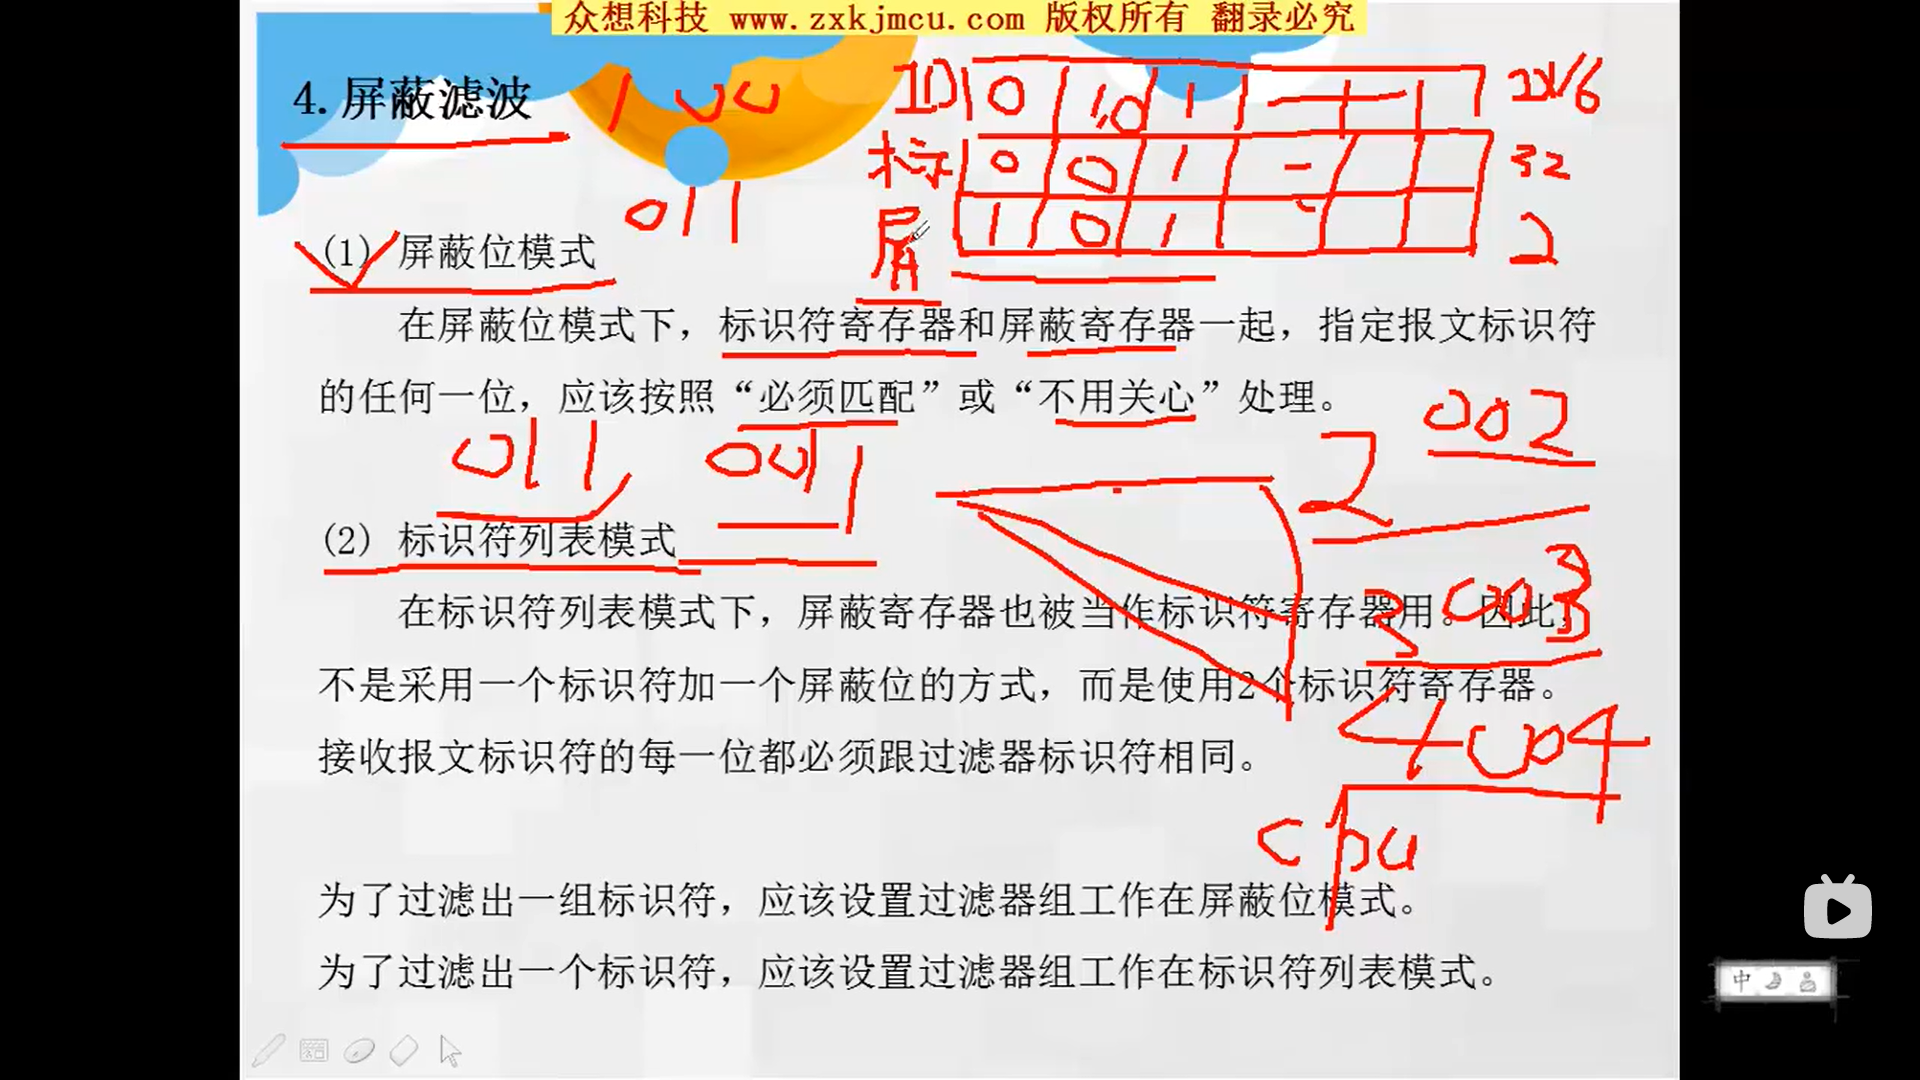 众想科技 www.zxkjmcu.com 版权所有 翻录必究
4.屏蔽滤波
1 0 0
ID 0 1,0 1 2x16
标 0 0 1 - 32
屏 1 0 1 2
011
(1) 屏蔽位模式
在屏蔽位模式下，标识符寄存器和屏蔽寄存器一起，指定报文标识符
的任何一位，应该按照“必须匹配”或“不用关心”处理。
011 001 2 002
(2) 标识符列表模式
在标识符列表模式下，屏蔽寄存器也被当作标识符寄存器用。因此，
3 003
不是采用一个标识符加一个屏蔽位的方式，而是使用2个标识符寄存器。
4 004
接收报文标识符的每一位都必须跟过滤器标识符相同。
cpu
为了过滤出一组标识符，应该设置过滤器组工作在屏蔽位模式。
为了过滤出一个标识符，应该设置过滤器组工作在标识符列表模式。
中